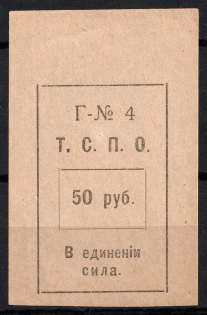 Г-№ 4
Т. С. П. О.
50 руб.
В единеніи
сила.